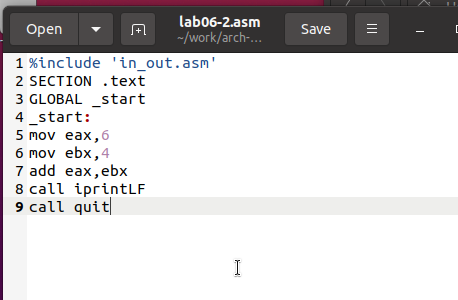 Open lab06-2.asm Save
~/work/arch-...
1 %include 'in_out.asm'
2 SECTION .text
3 GLOBAL _start
4 _start:
5 mov eax,6
6 mov ebx,4
7 add eax,ebx
8 call iprintLF
9 call quit